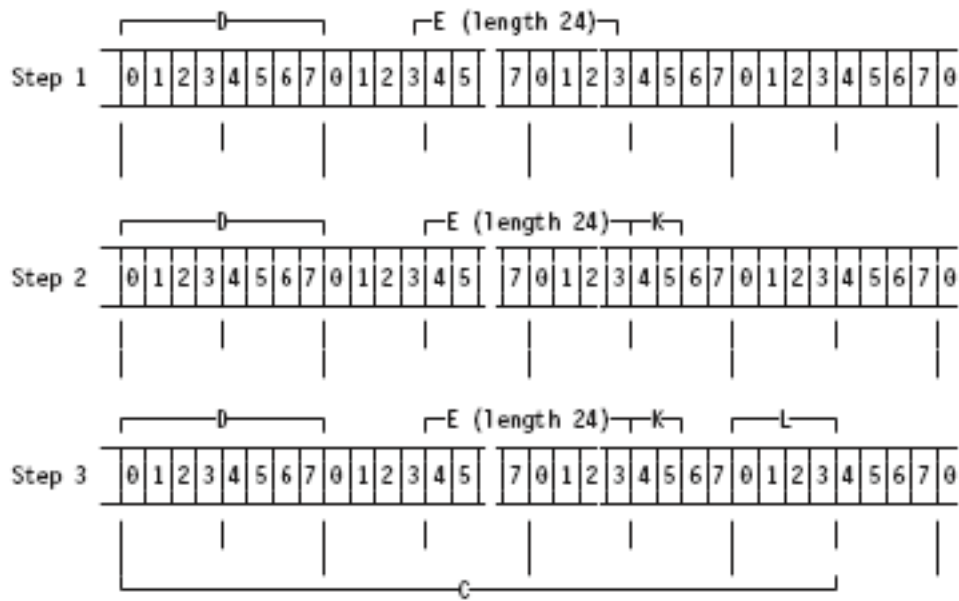 D E (length 24)
Step 1 0 1 2 3 4 5 6 7 0 1 2 3 4 5 7 0 1 2 3 4 5 6 7 0 1 2 3 4 5 6 7 0
D E (length 24) K
Step 2 0 1 2 3 4 5 6 7 0 1 2 3 4 5 7 0 1 2 3 4 5 6 7 0 1 2 3 4 5 6 7 0
D E (length 24) K L
Step 3 0 1 2 3 4 5 6 7 0 1 2 3 4 5 7 0 1 2 3 4 5 6 7 0 1 2 3 4 5 6 7 0
C